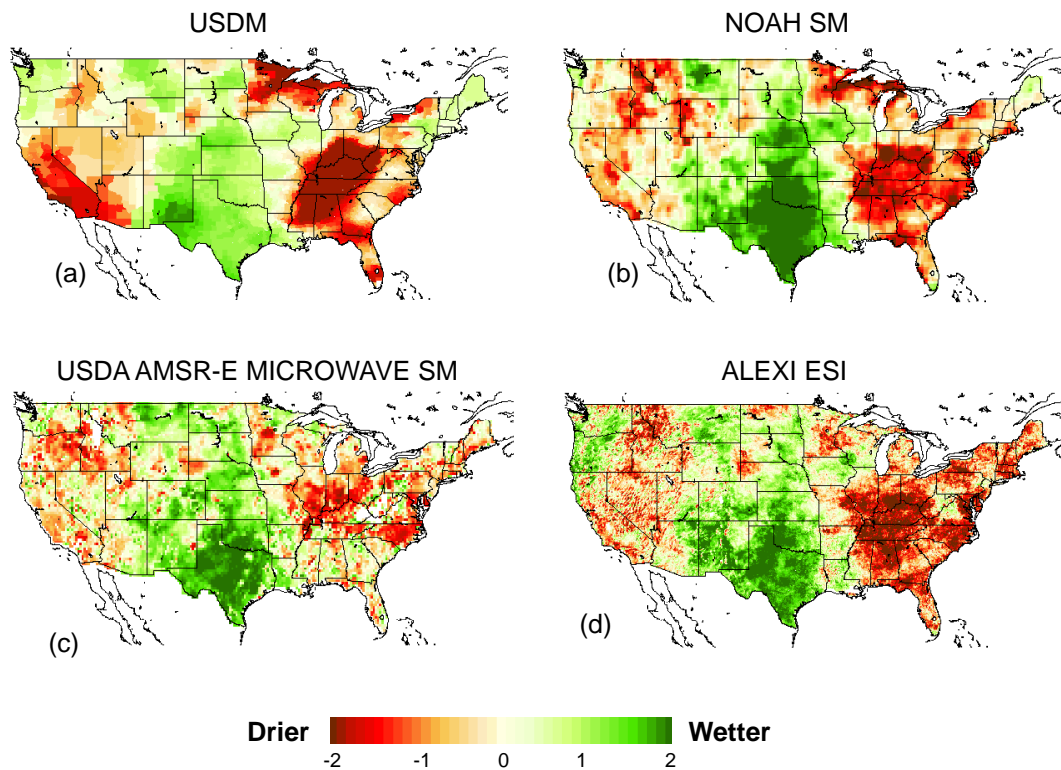 USDM
NOAH SM
(a)
(b)
USDA AMSR-E MICROWAVE SM
ALEXI ESI
(c)
(d)
Drier
Wetter
-2
-1
0
1
2